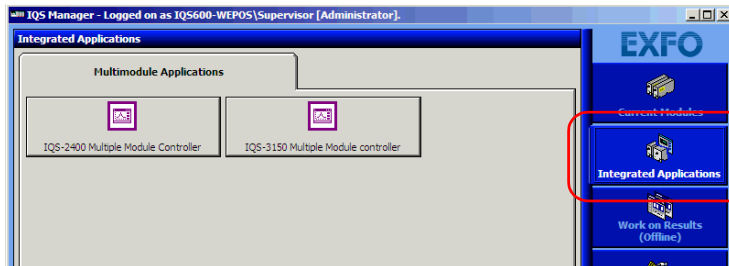 IQS Manager - Logged on as IQS600-WEPOS\Supervisor [Administrator].
Integrated Applications
Multimodule Applications
IQS-2400 Multiple Module Controller
IQS-3150 Multiple Module controller
EXFO
Current Modules
Integrated Applications
Work on Results
(Offline)